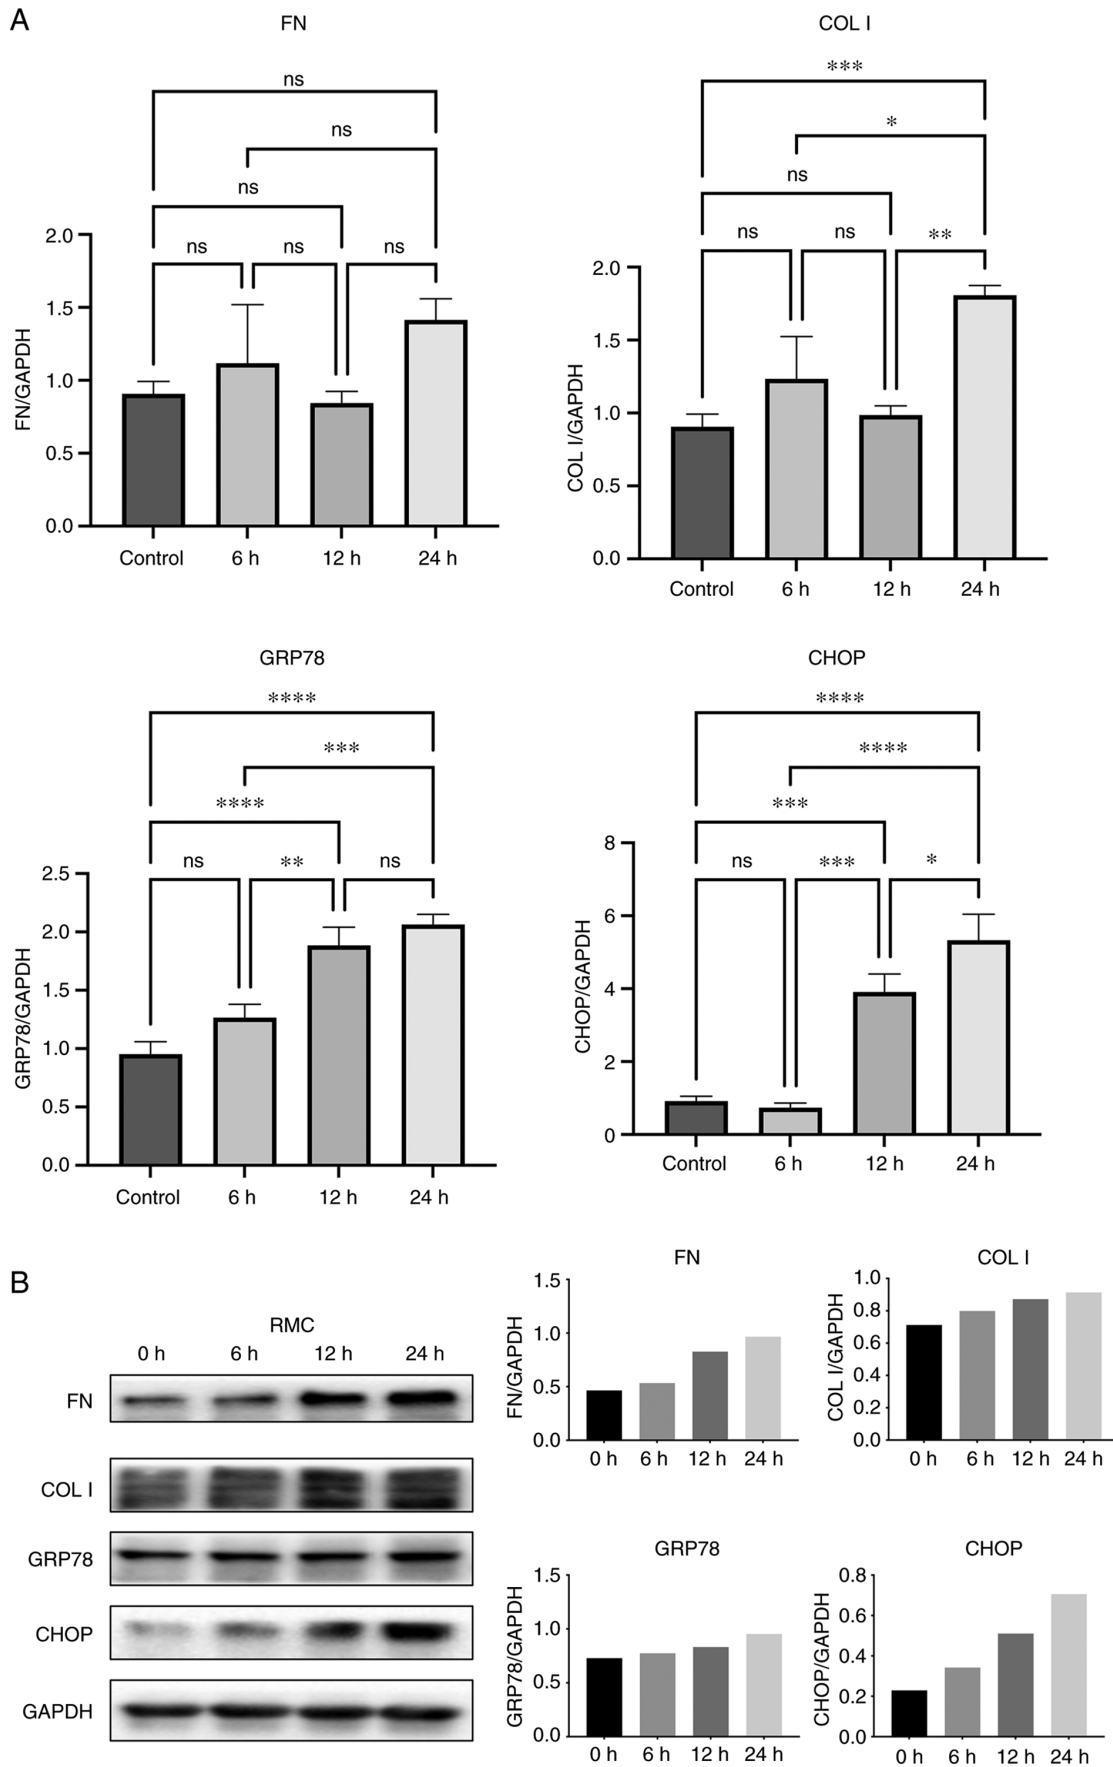 A
FN
COL I
ns
ns
ns
ns
ns
ns
***
*
ns
ns
ns
**
2.0
1.5
1.0
0.5
0.0
FN/GAPDH
Control
6 h
12 h
24 h
2.0
1.5
1.0
0.5
0.0
COL I/GAPDH
Control
6 h
12 h
24 h
GRP78
CHOP
****
***
****
ns
**
ns
****
****
***
ns
***
*
2.5
2.0
1.5
1.0
0.5
0.0
GRP78/GAPDH
Control
6 h
12 h
24 h
8
6
4
2
0
CHOP/GAPDH
Control
6 h
12 h
24 h
B
RMC
0 h
6 h
12 h
24 h
FN
COL I
GRP78
CHOP
GAPDH
FN
1.5
1.0
0.5
0.0
FN/GAPDH
0 h
6 h
12 h
24 h
COL I
1.0
0.8
0.6
0.4
0.2
0.0
COL I/GAPDH
0 h
6 h
12 h
24 h
GRP78
1.5
1.0
0.5
0.0
GRP78/GAPDH
0 h
6 h
12 h
24 h
CHOP
0.8
0.6
0.4
0.2
0.0
CHOP/GAPDH
0 h
6 h
12 h
24 h